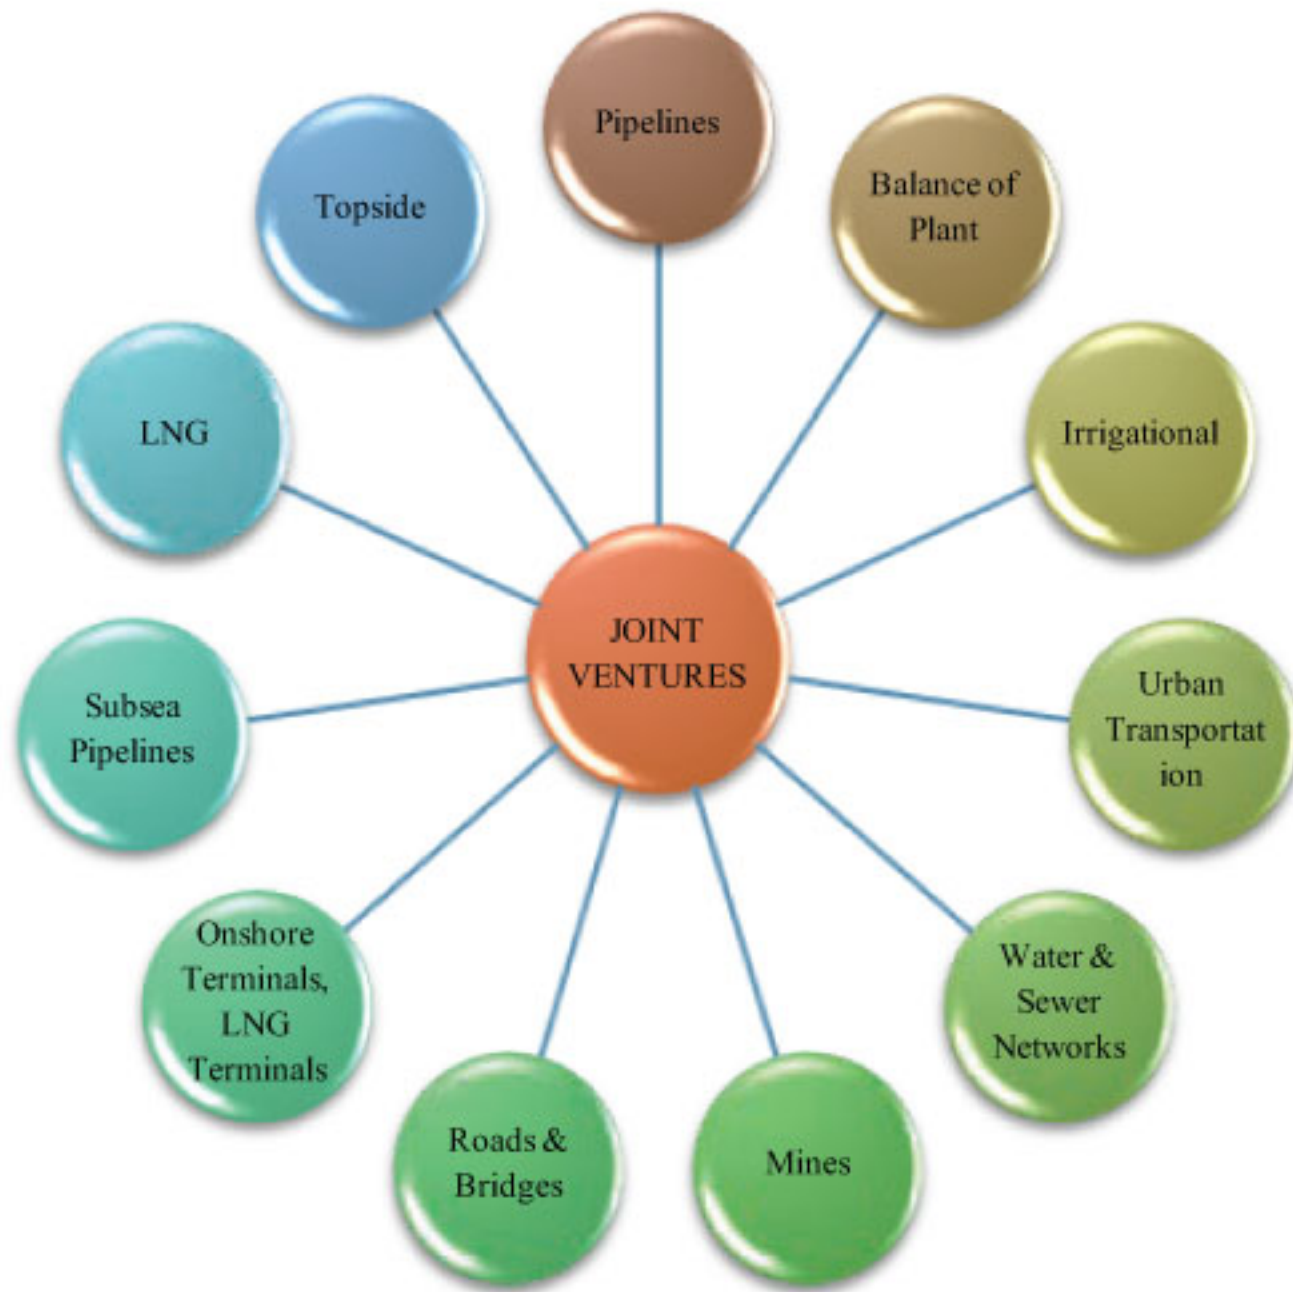 Pipelines
Balance of
Plant
Irrigational
Urban
Transportat
ion
Water &
Sewer
Networks
Mines
Roads &
Bridges
Onshore
Terminals,
LNG
Terminals
Subsea
Pipelines
LNG
Topside
JOINT
VENTURES